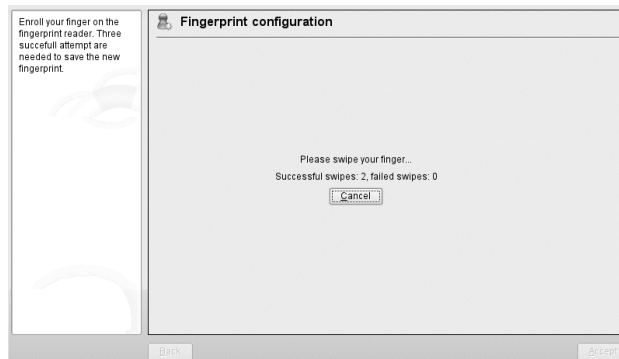 Enroll your finger on the
fingerprint reader. Three
succefull attempt are
needed to save the new
fingerprint.
Fingerprint configuration
Please swipe your finger...
Successful swipes: 2, failed swipes: 0
Cancel
Back
Accept